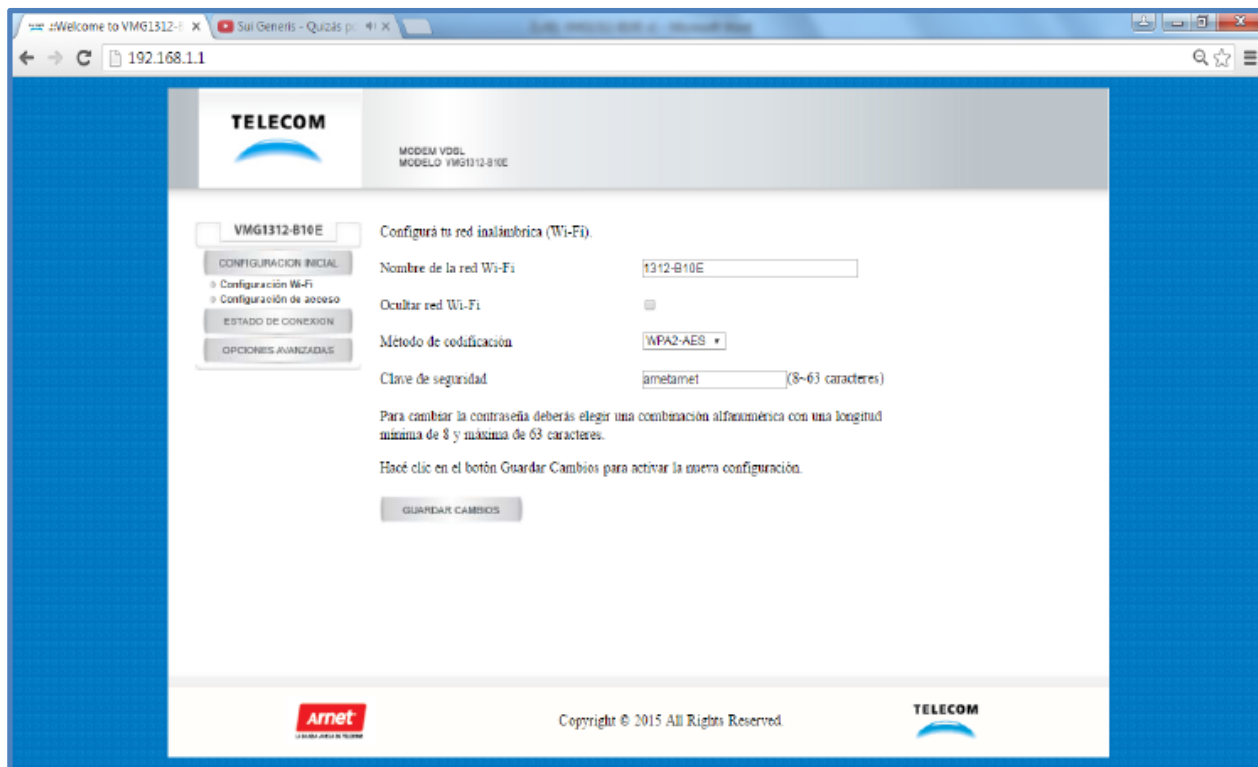 ::Welcome to VMG1312-B
Sui Generis - Quizás po
192.168.1.1
TELECOM
MODEM VDSL
MODELO VMG1312-B10E
VMG1312-B10E
CONFIGURACION INICIAL
Configuración Wi-Fi
Configuración de acceso
ESTADO DE CONEXION
OPCIONES AVANZADAS
Configurá tu red inalámbrica (Wi-Fi).
Nombre de la red Wi-Fi
1312-B10E
Ocultar red Wi-Fi
Método de codificación
WPA2-AES
Clave de seguridad
arnetarnet
(8~63 caracteres)
Para cambiar la contraseña deberás elegir una combinación alfanumérica con una longitud
mínima de 8 y máxima de 63 caracteres.
Hacé clic en el botón Guardar Cambios para activar la nueva configuración.
GUARDAR CAMBIOS
Arnet
Copyright © 2015 All Rights Reserved
TELECOM